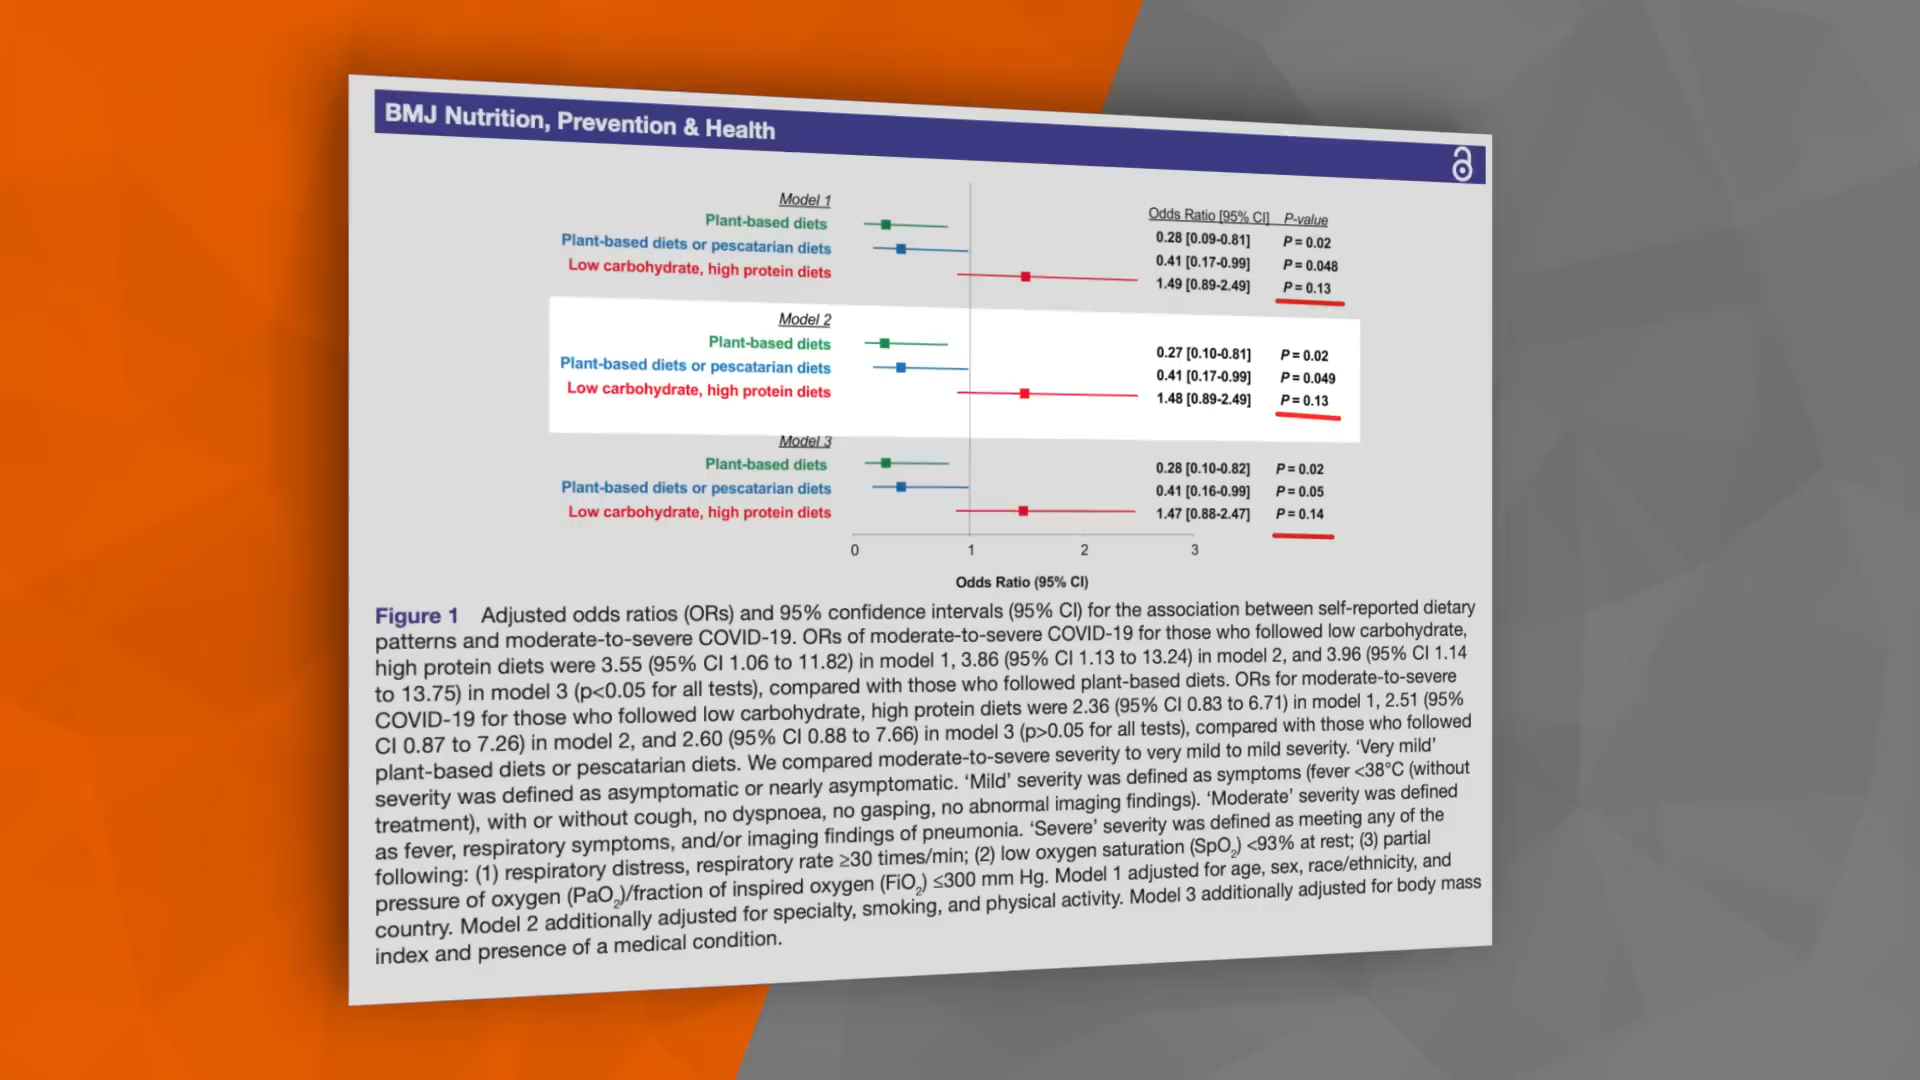 BMJ Nutrition, Prevention & Health
Model 1
Odds Ratio [95% CI] P-value
Plant-based diets 0.28 [0.09-0.81] P = 0.02
Plant-based diets or pescatarian diets 0.41 [0.17-0.99] P = 0.048
Low carbohydrate, high protein diets 1.49 [0.89-2.49] P = 0.13
Model 2
Plant-based diets 0.27 [0.10-0.81] P = 0.02
Plant-based diets or pescatarian diets 0.41 [0.17-0.99] P = 0.049
Low carbohydrate, high protein diets 1.48 [0.89-2.49] P = 0.13
Model 3
Plant-based diets 0.28 [0.10-0.82] P = 0.02
Plant-based diets or pescatarian diets 0.41 [0.16-0.99] P = 0.05
Low carbohydrate, high protein diets 1.47 [0.88-2.47] P = 0.14
0 1 2 3
Odds Ratio (95% CI)
Figure 1 Adjusted odds ratios (ORs) and 95% confidence intervals (95% CI) for the association between self-reported dietary
patterns and moderate-to-severe COVID-19. ORs of moderate-to-severe COVID-19 for those who followed low carbohydrate,
high protein diets were 3.55 (95% CI 1.06 to 11.82) in model 1, 3.86 (95% CI 1.13 to 13.24) in model 2, and 3.96 (95% CI 1.14
to 13.75) in model 3 (p<0.05 for all tests), compared with those who followed plant-based diets. ORs for moderate-to-severe
COVID-19 for those who followed low carbohydrate, high protein diets were 2.36 (95% CI 0.83 to 6.71) in model 1, 2.51 (95%
CI 0.87 to 7.26) in model 2, and 2.60 (95% CI 0.88 to 7.66) in model 3 (p>0.05 for all tests), compared with those who followed
plant-based diets or pescatarian diets. We compared moderate-to-severe severity to very mild to mild severity. ‘Very mild’
severity was defined as asymptomatic or nearly asymptomatic. ‘Mild’ severity was defined as symptoms (fever <38°C (without
treatment), with or without cough, no dyspnoea, no gasping, no abnormal imaging findings). ‘Moderate’ severity was defined
as fever, respiratory symptoms, and/or imaging findings of pneumonia. ‘Severe’ severity was defined as meeting any of the
following: (1) respiratory distress, respiratory rate ≥30 times/min; (2) low oxygen saturation (SpO2) <93% at rest; (3) partial
pressure of oxygen (PaO2)/fraction of inspired oxygen (FiO2) ≤300 mm Hg. Model 1 adjusted for age, sex, race/ethnicity, and
country. Model 2 additionally adjusted for specialty, smoking, and physical activity. Model 3 additionally adjusted for body mass
index and presence of a medical condition.